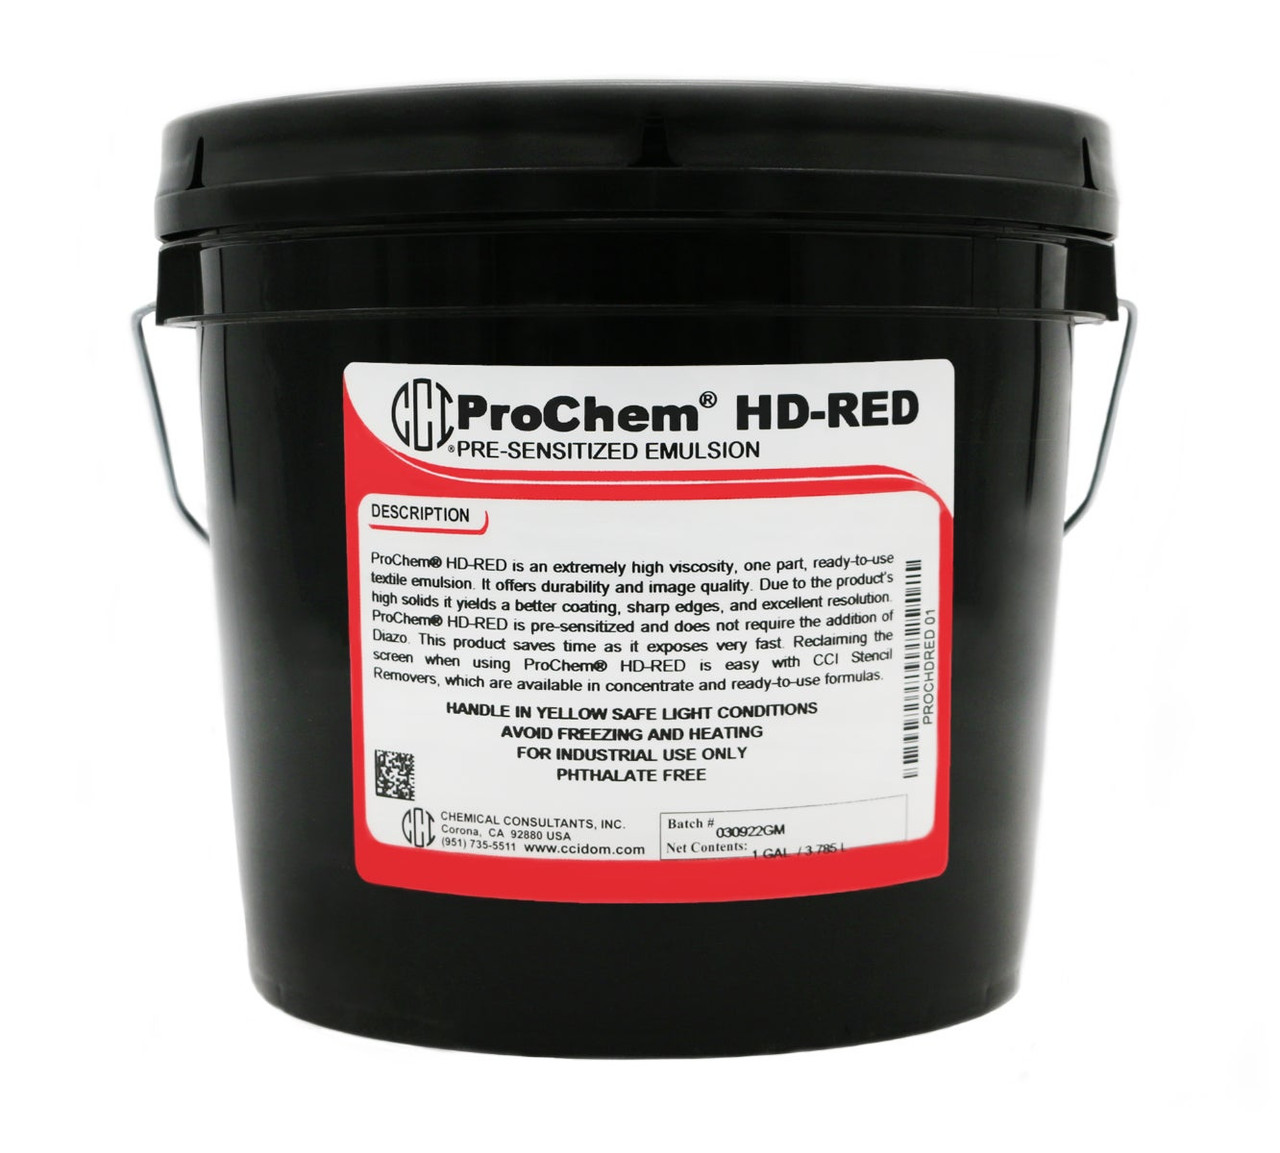 CCI ProChem® HD-RED
® PRE-SENSITIZED EMULSION
DESCRIPTION
ProChem® HD-RED is an extremely high viscosity, one part, ready-to-use
textile emulsion. It offers durability and image quality. Due to the product's
high solids it yields a better coating, sharp edges, and excellent resolution.
ProChem® HD-RED is pre-sensitized and does not require the addition of
Diazo. This product saves time as it exposes very fast. Reclaiming the
screen when using ProChem® HD-RED is easy with CCI Stencil
Removers, which are available in concentrate and ready-to-use formulas.
HANDLE IN YELLOW SAFE LIGHT CONDITIONS
AVOID FREEZING AND HEATING
FOR INDUSTRIAL USE ONLY
PHTHALATE FREE
PROCHDRED 01
CCI
CHEMICAL CONSULTANTS, INC.
Corona, CA 92880 USA
(951) 735-5511 www.ccidom.com
Batch #
030922GM
Net Contents: 1 GAL / 3.785 L